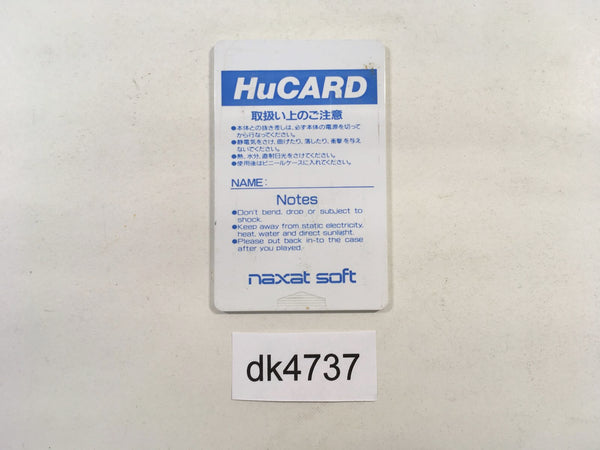 HuCARD
取扱い上のご注意
●本体との抜き差しは、必ず本体の電源を切って
から行なってください。
●静電気をさけ、曲げたり、落したり、衝撃を与え
ないでください。
●熱、水分、直射日光をさけてください。
●使用後はビニールケースに入れてください。
NAME:
Notes
●Don't bend, drop or subject to
shock.
●Keep away from static electricity,
heat, water and direct sunlight.
●Please put back in-to the case
after you played.
naxat soft
dk4737